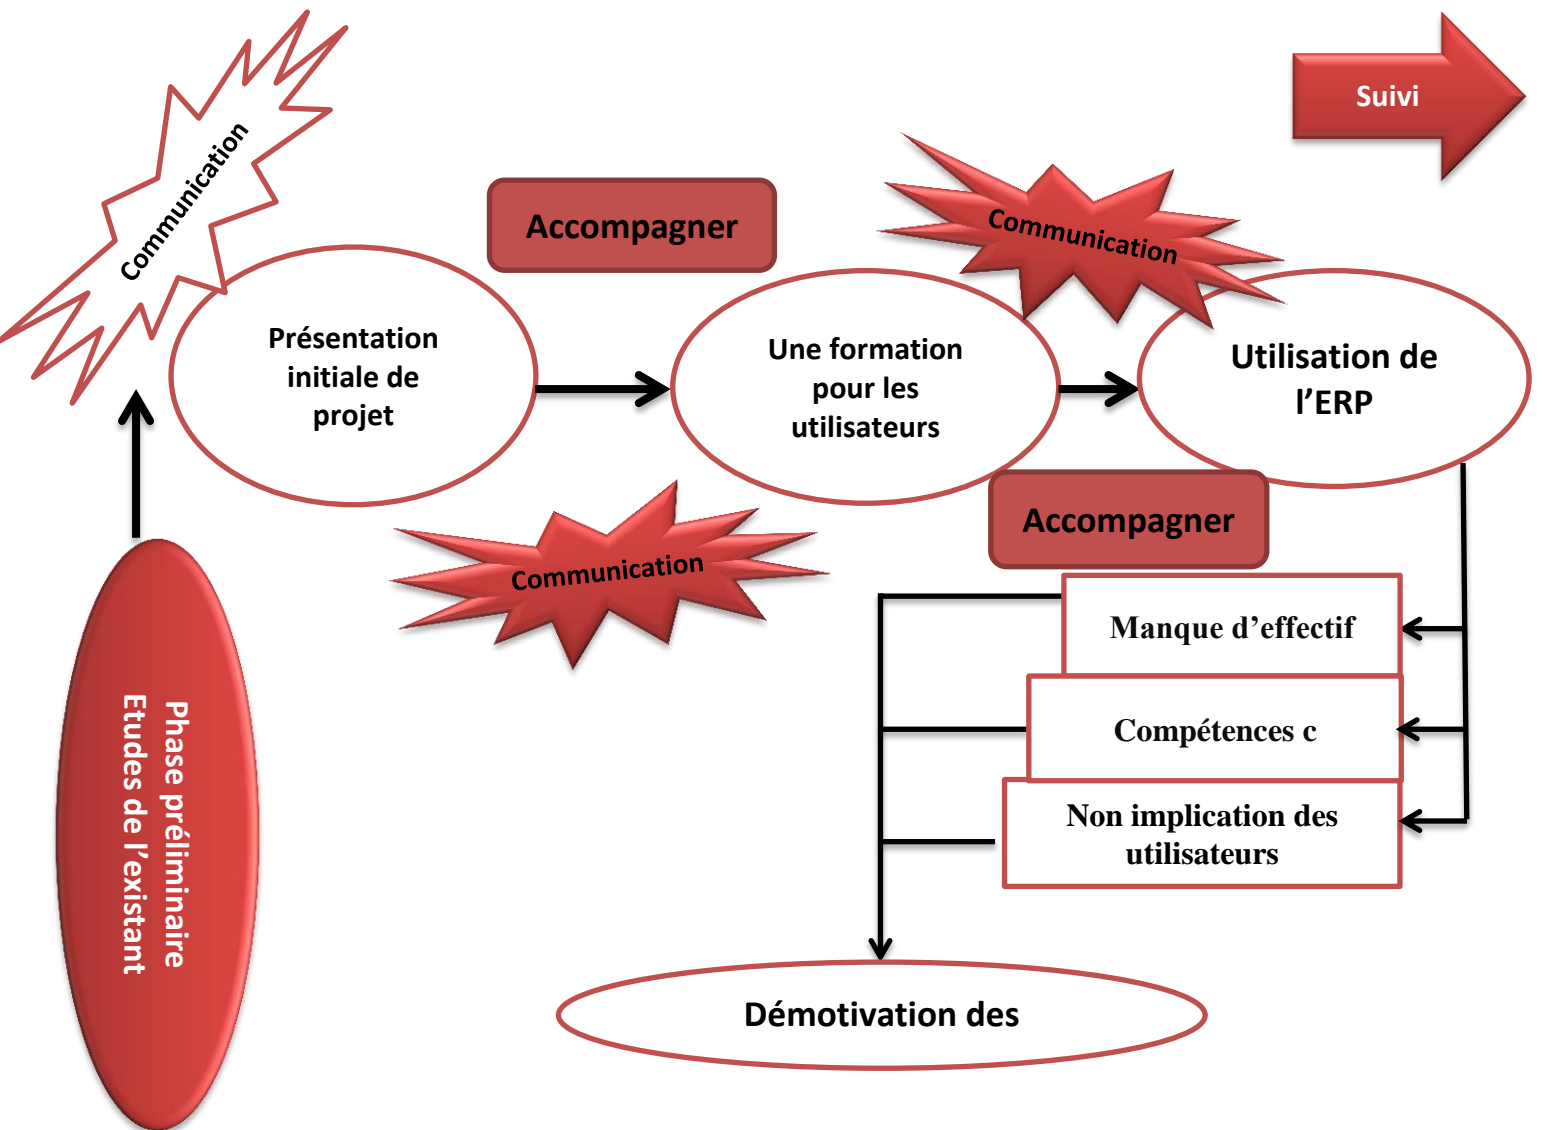 Communication
Suivi
Accompagner
Communication
Présentation
initiale de
projet
Une formation
pour les
utilisateurs
Utilisation de
l’ERP
Communication
Accompagner
Manque d’effectif
Compétences c
Non implication des
utilisateurs
Phase préliminaire
Etudes de l’existant
Démotivation des